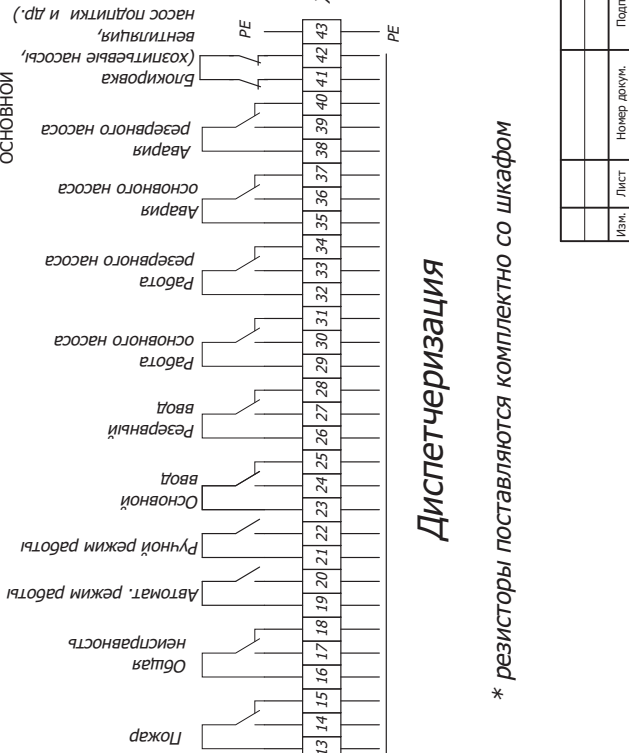 основной
Пожар
Общая
неисправность
Автомат. режим работы
Ручной режим работы
Основной
ввод
Резервный
ввод
Работа
основного насоса
Работа
резервного насоса
Авария
основного насоса
Авария
резервного насоса
Блокировка
(хозпитьевые насосы,
вентиляция,
насос подпитки и др.)
PE
13 14 15 16 17 18 19 20 21 22 23 24 25 26 27 28 29 30 31 32 33 34 35 36 37 38 39 40 41 42 43
PE
Диспетчеризация
* резисторы поставляются комплектно со шкафом
Изм. Лист Номер докум.